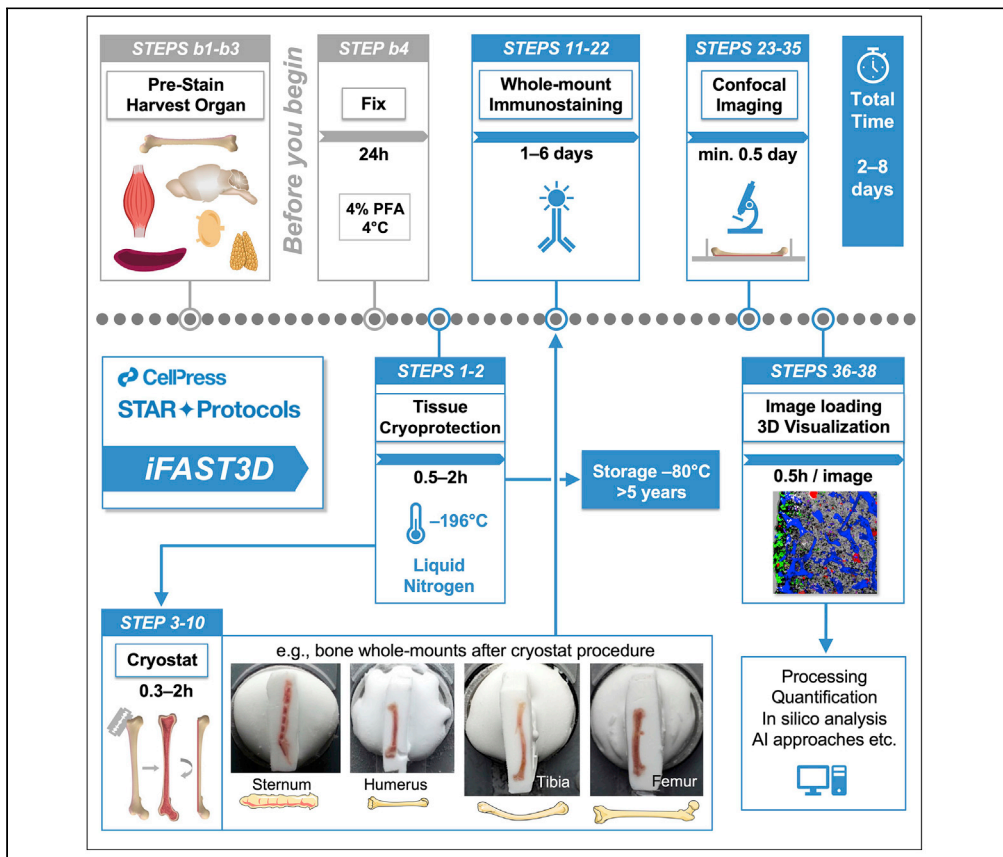 STEPS b1-b3
Pre-Stain
Harvest Organ
Before you begin
STEP b4
Fix
24h
4% PFA
4°C
STEPS 11-22
Whole-mount
Immunostaining
1–6 days
STEPS 23-35
Confocal
Imaging
min. 0.5 day
Total
Time
2–8
days
CellPress
STAR✦Protocols
iFAST3D
STEPS 1-2
Tissue
Cryoprotection
0.5–2h
–196°C
Liquid
Nitrogen
Storage –80°C
>5 years
STEPS 36-38
Image loading
3D Visualization
0.5h / image
STEP 3-10
Cryostat
0.3–2h
e.g., bone whole-mounts after cryostat procedure
Sternum
Humerus
Tibia
Femur
Processing
Quantification
In silico analysis
AI approaches etc.